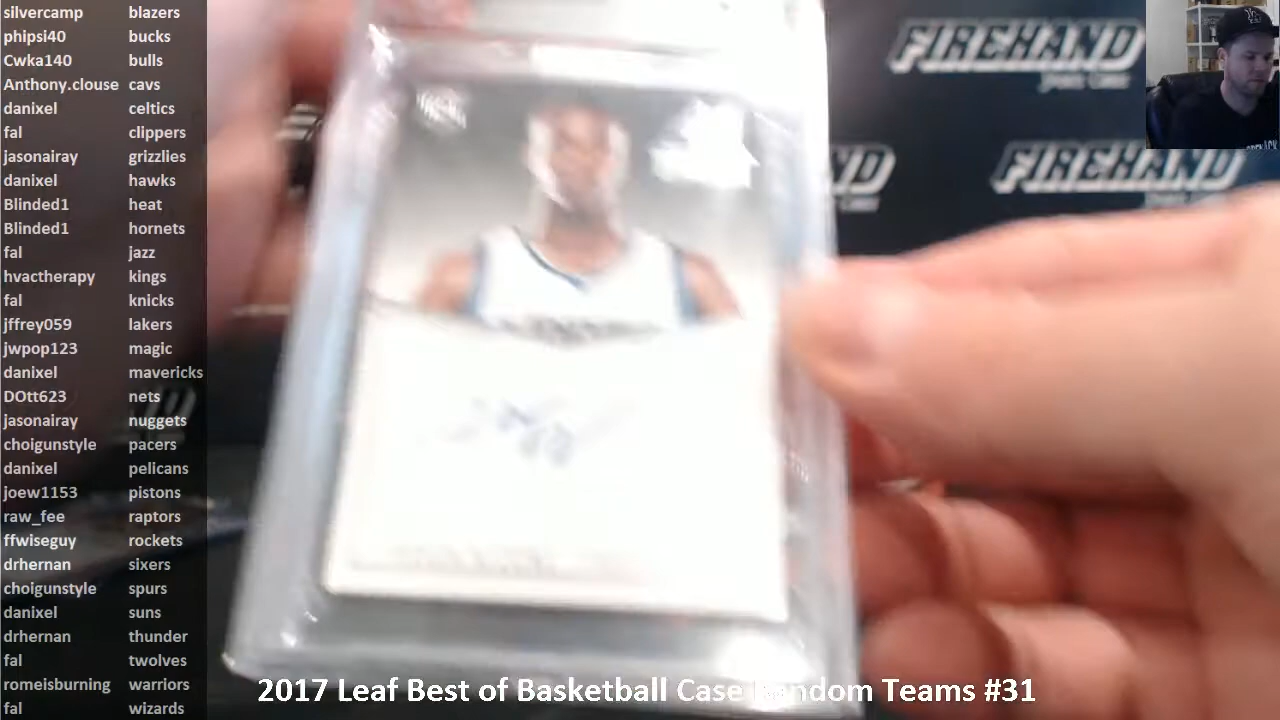 silvercamp blazers
phipsi40 bucks
Cwka140 bulls
Anthony.clouse cavs
danixel celtics
fal clippers
jasonairay grizzlies
danixel hawks
Blinded1 heat
Blinded1 hornets
fal jazz
hvactherapy kings
fal knicks
jffrey059 lakers
jwpop123 magic
danixel mavericks
DOtt623 nets
jasonairay nuggets
choigunstyle pacers
danixel pelicans
joew1153 pistons
raw_fee raptors
ffwiseguy rockets
drhernan sixers
choigunstyle spurs
danixel suns
drhernan thunder
fal twolves
romeisburning warriors
fal wizards
FIREHAND
FIREHAND
2017 Leaf Best of Basketball Case Random Teams #31